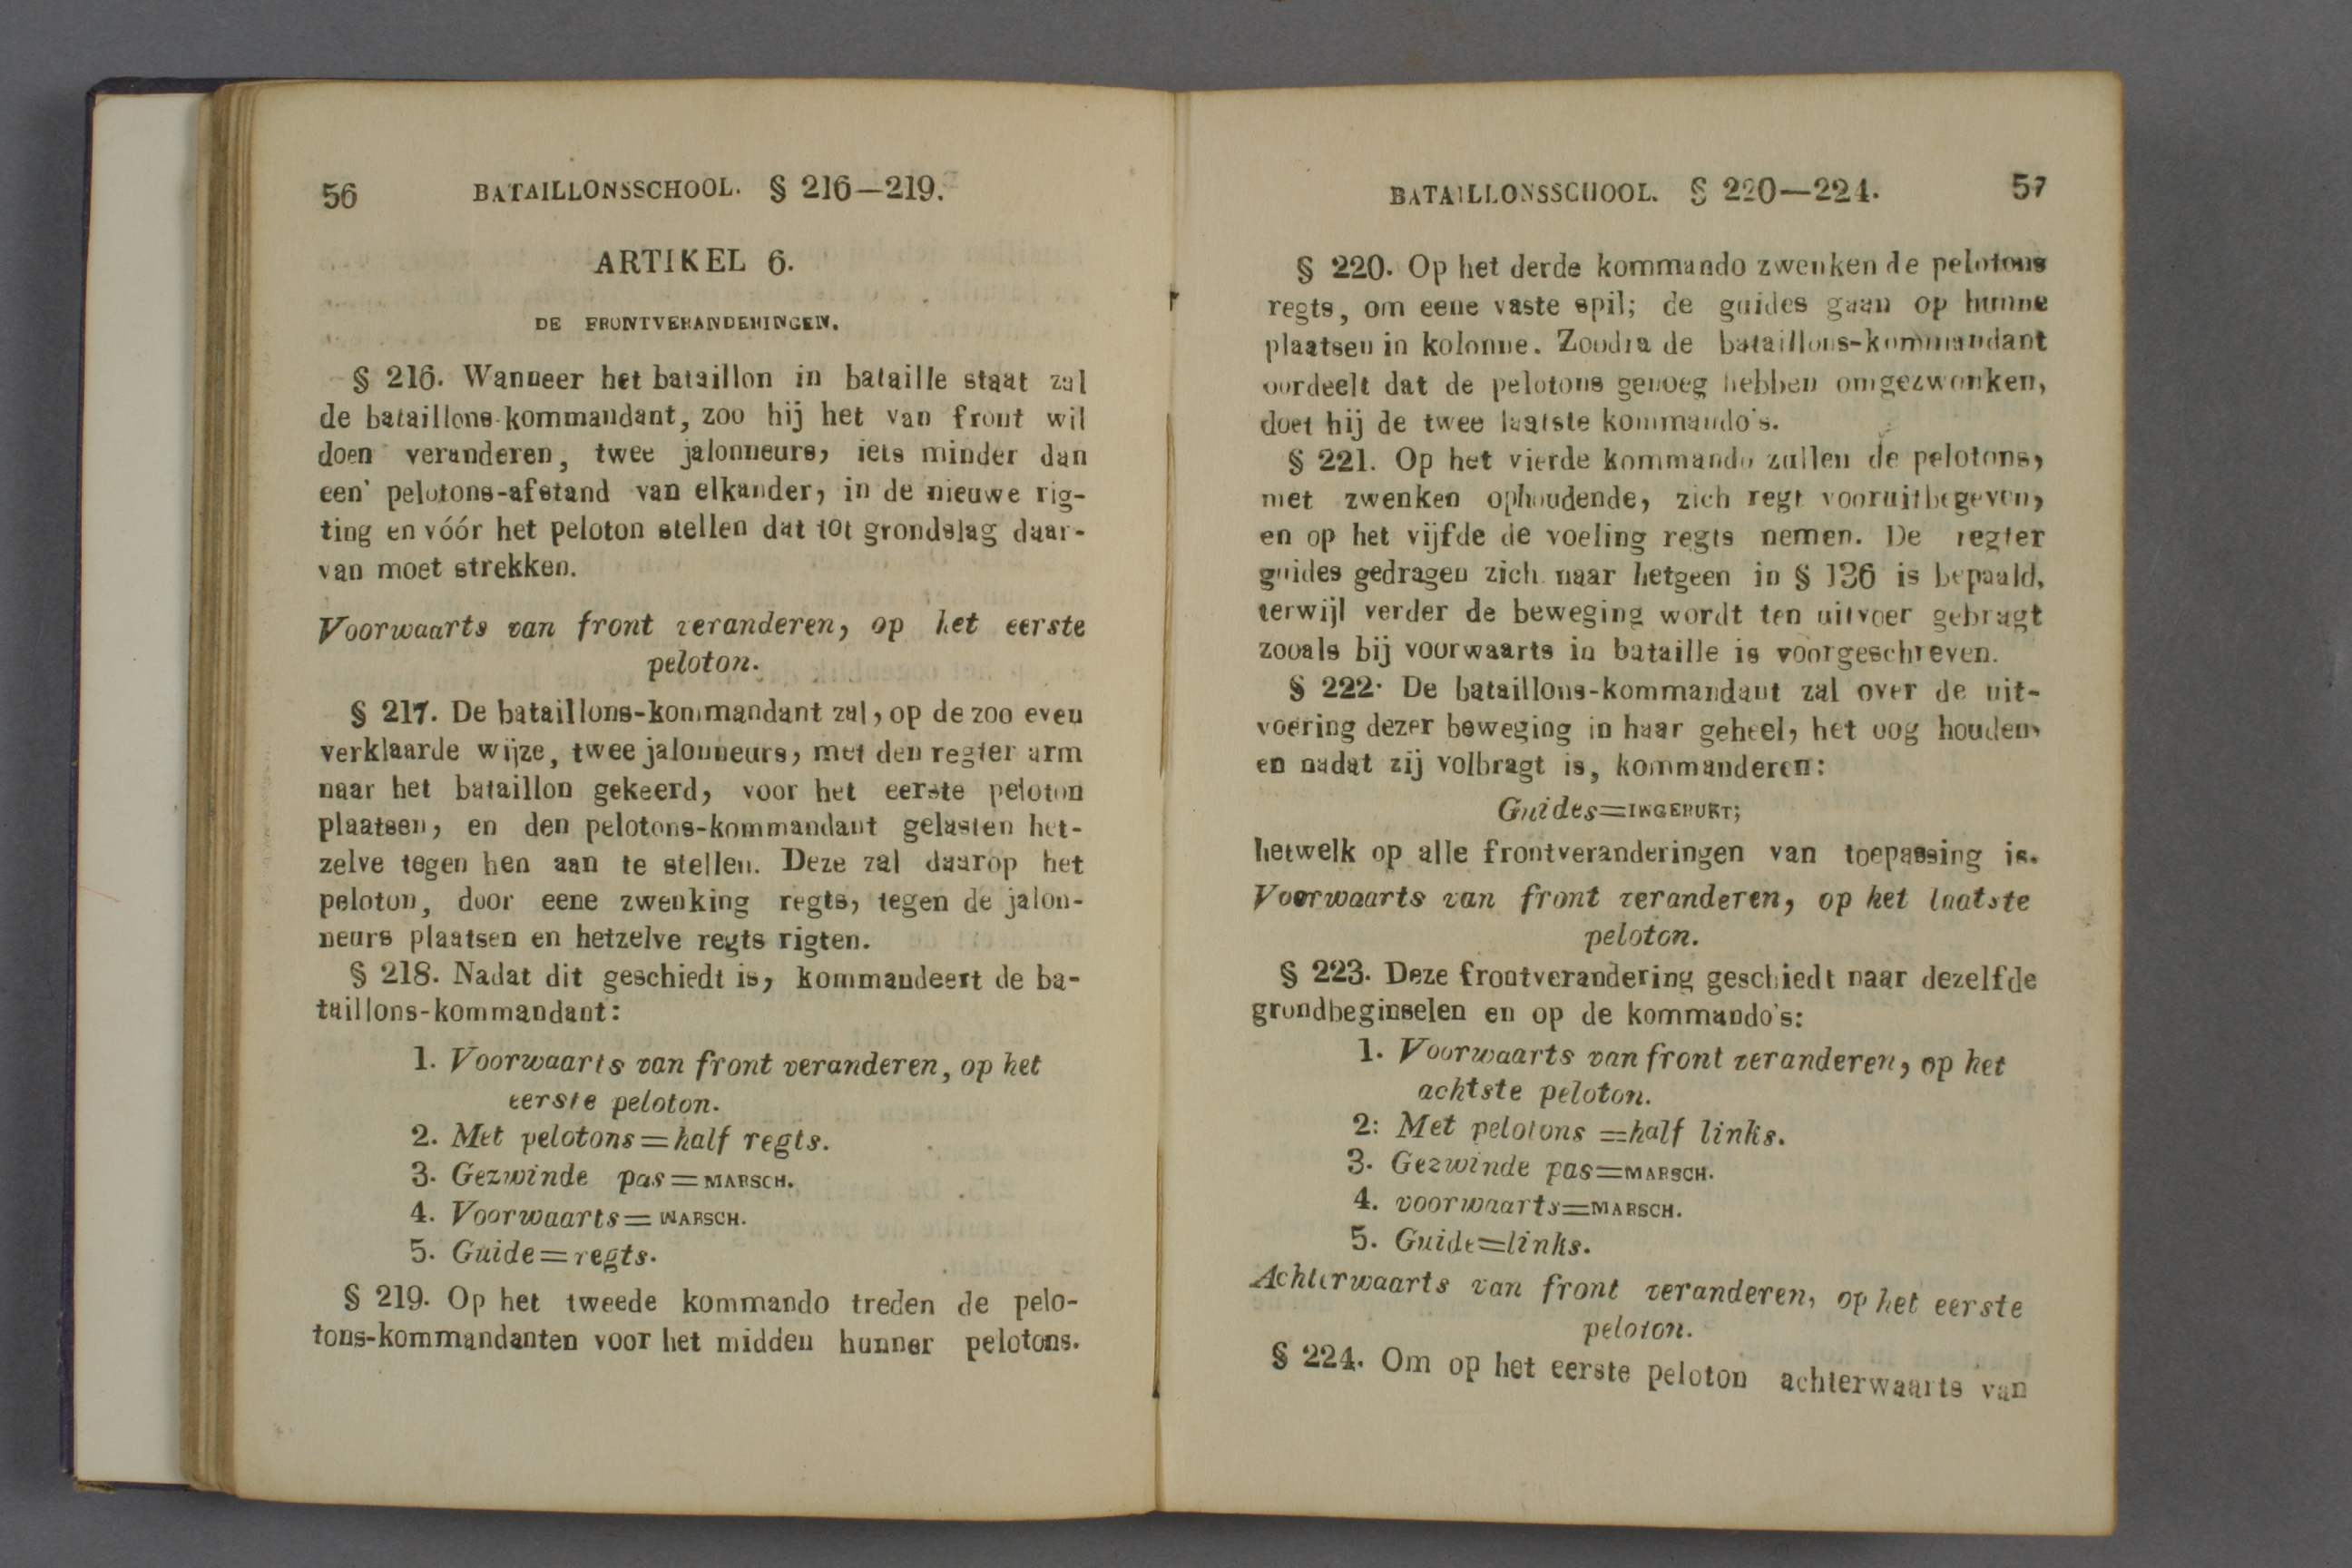 56 BATAILLONSSCHOOL. § 216—219.
ARTIKEL 6.
DE FRONTVERANDERINGEN.
§ 216. Wanneer het bataillon in bataille staat zal
de bataillons-kommandant, zoo hij het van front wil
doen veranderen, twee jalonneurs, iets minder dan
een' pelotons-afstand van elkander, in de nieuwe rig-
ting en vóór het peloton stellen dat tot grondslag daar-
van moet strekken.
Voorwaarts van front veranderen, op het eerste
peloton.
§ 217. De bataillons-kommandant zal, op de zoo even
verklaarde wijze, twee jalonneurs, met den regter arm
naar het bataillon gekeerd, voor het eerste peloton
plaatsen, en den pelotons-kommandant gelasten het-
zelve tegen hen aan te stellen. Deze zal daarop het
peloton, door eene zwenking regts, tegen de jalon-
neurs plaatsen en hetzelve regts rigten.
§ 218. Nadat dit geschiedt is, kommandeert de ba-
taillons-kommandant:
1. Voorwaarts van front veranderen, op het
eerste peloton.
2. Met pelotons=half regts.
3. Gezwinde pas=MARSCH.
4. Voorwaarts=MARSCH.
5. Guide=regts.
§ 219. Op het tweede kommando treden de pelo-
tons-kommandanten voor het midden hunner pelotons.
BATAILLONSSCHOOL. § 220—224. 57
§ 220. Op het derde kommando zwenken de pelotons
regts, om eene vaste spil; de guides gaan op hunne
plaatsen in kolonne. Zoodra de bataillons-kommandant
oordeelt dat de pelotons genoeg hebben omgezwonken,
doet hij de twee laatste kommando's.
§ 221. Op het vierde kommando zullen de pelotons,
met zwenken ophoudende, zich regt vooruitbegeven,
en op het vijfde de voeling regts nemen. De regter
guides gedragen zich naar hetgeen in § 136 is bepaald,
terwijl verder de beweging wordt ten uitvoer gebragt
zooals bij voorwaarts in bataille is voorgeschreven.
§ 222. De bataillons-kommandant zal over de uit-
voering dezer beweging in haar geheel, het oog houden,
en nadat zij volbragt is, kommanderen:
Guides=INGERUKT;
hetwelk op alle frontveranderingen van toepassing is.
Voorwaarts van front veranderen, op het laatste
peloton.
§ 223. Deze frontverandering geschiedt naar dezelfde
grondbeginselen en op de kommando's:
1. Voorwaarts van front veranderen, op het
achtste peloton.
2: Met pelotons =half links.
3. Gezwinde pas=MARSCH.
4. voorwaarts=MARSCH.
5. Guide=links.
Achterwaarts van front veranderen, op het eerste
peloton.
§ 224. Om op het eerste peloton achterwaarts van